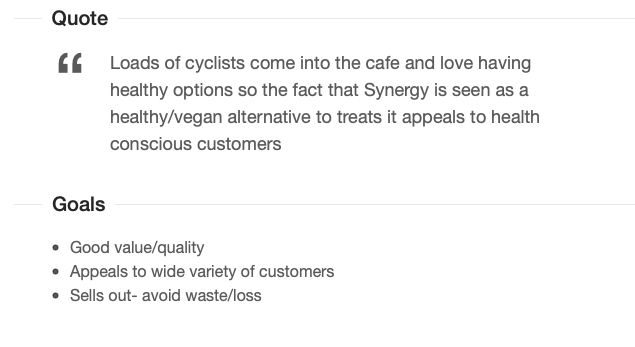 Quote
“ Loads of cyclists come into the cafe and love having
healthy options so the fact that Synergy is seen as a
healthy/vegan alternative to treats it appeals to health
conscious customers
Goals
• Good value/quality
• Appeals to wide variety of customers
• Sells out- avoid waste/loss